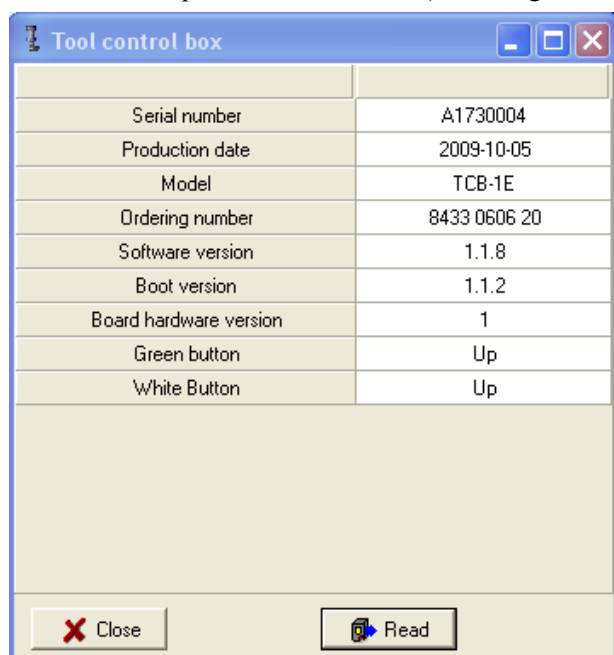 Tool control box
Serial number A1730004
Production date 2009-10-05
Model TCB-1E
Ordering number 8433 0606 20
Software version 1.1.8
Boot version 1.1.2
Board hardware version 1
Green button Up
White Button Up
Close Read